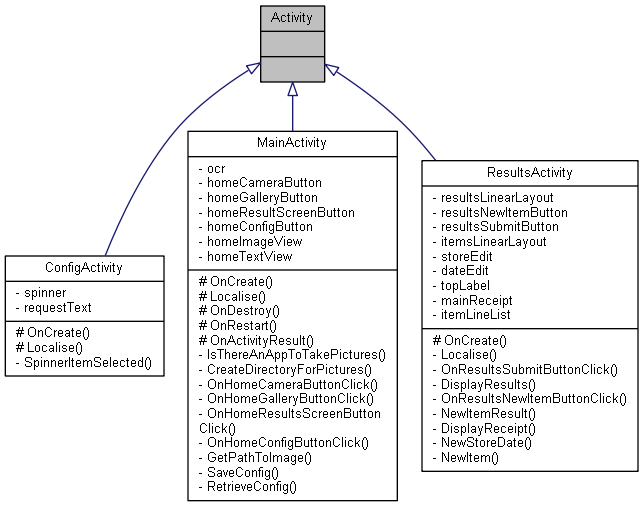 Activity
MainActivity
- ocr
- homeCameraButton
- homeGalleryButton
- homeResultScreenButton
- homeConfigButton
- homeImageView
- homeTextView
# OnCreate()
# Localise()
# OnDestroy()
# OnRestart()
# OnActivityResult()
- IsThereAnAppToTakePictures()
- CreateDirectoryForPictures()
- OnHomeCameraButtonClick()
- OnHomeGalleryButtonClick()
- OnHomeResultsScreenButton
Click()
- OnHomeConfigButtonClick()
- GetPathToImage()
- SaveConfig()
- RetrieveConfig()
ResultsActivity
- resultsLinearLayout
- resultsNewItemButton
- resultsSubmitButton
- itemsLinearLayout
- storeEdit
- dateEdit
- topLabel
- mainReceipt
- itemLineList
# OnCreate()
- Localise()
- OnResultsSubmitButtonClick()
- DisplayResults()
- OnResultsNewItemButtonClick()
- NewItemResult()
- DisplayReceipt()
- NewStoreDate()
- NewItem()
ConfigActivity
- spinner
- requestText
# OnCreate()
# Localise()
- SpinnerItemSelected()